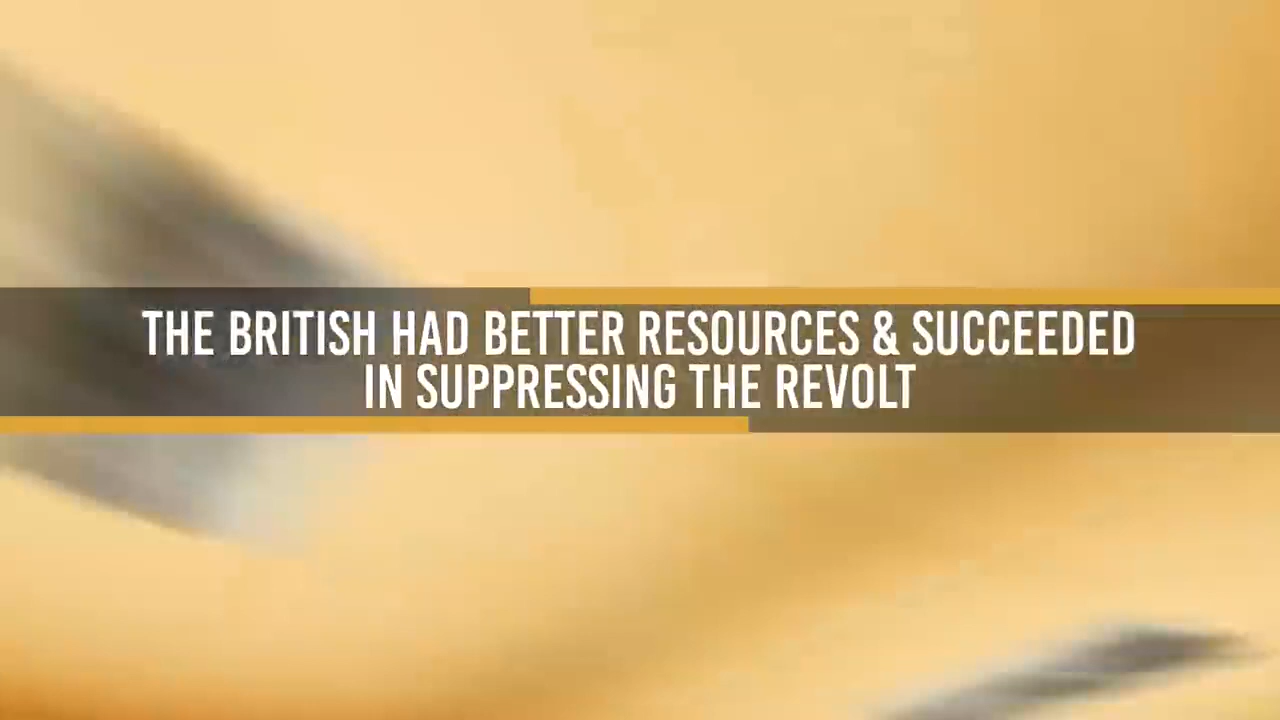 THE BRITISH HAD BETTER RESOURCES & SUCCEEDED
IN SUPPRESSING THE REVOLT